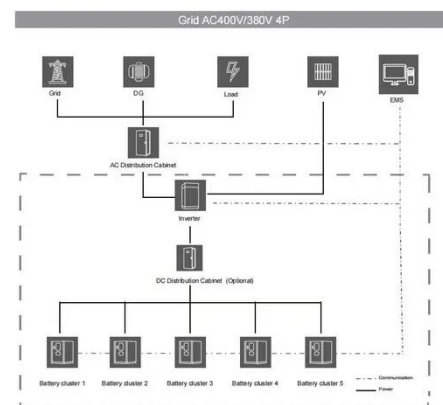 Grid AC400V/380V 4P
Grid
DG
Load
PV
EMS
AC Distribution Cabinet
Inverter
DC Distribution Cabinet (Optional)
Battery cluster 1
Battery cluster 2
Battery cluster 3
Battery cluster 4
Battery cluster 5
Communication
Power